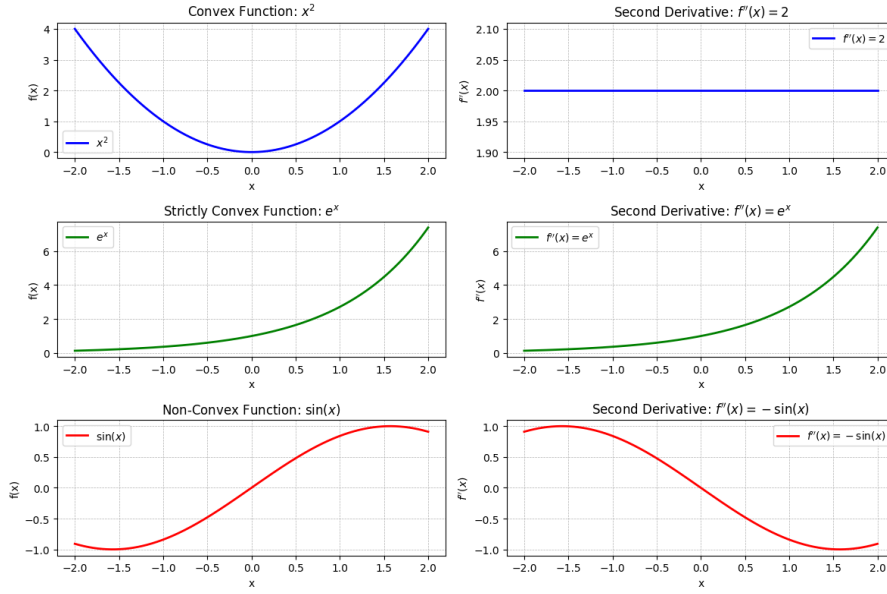 Convex Function: x²
f(x)
4
3
2
1
0
x²
-2.0 -1.5 -1.0 -0.5 0.0 0.5 1.0 1.5 2.0
x
Second Derivative: f′′(x) = 2
f′′(x)
2.10
2.05
2.00
1.95
1.90
f′′(x) = 2
-2.0 -1.5 -1.0 -0.5 0.0 0.5 1.0 1.5 2.0
x
Strictly Convex Function: eˣ
f(x)
6
4
2
0
eˣ
-2.0 -1.5 -1.0 -0.5 0.0 0.5 1.0 1.5 2.0
x
Second Derivative: f′′(x) = eˣ
f′′(x)
6
4
2
0
f′′(x) = eˣ
-2.0 -1.5 -1.0 -0.5 0.0 0.5 1.0 1.5 2.0
x
Non-Convex Function: sin(x)
f(x)
1.0
0.5
0.0
-0.5
-1.0
sin(x)
-2.0 -1.5 -1.0 -0.5 0.0 0.5 1.0 1.5 2.0
x
Second Derivative: f′′(x) = − sin(x)
f′′(x)
1.0
0.5
0.0
-0.5
-1.0
f′′(x) = − sin(x)
-2.0 -1.5 -1.0 -0.5 0.0 0.5 1.0 1.5 2.0
x